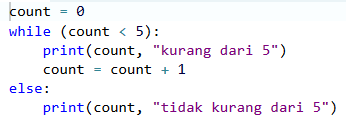 count = 0
while (count < 5):
    print(count, "kurang dari 5")
    count = count + 1
else:
    print(count, "tidak kurang dari 5")